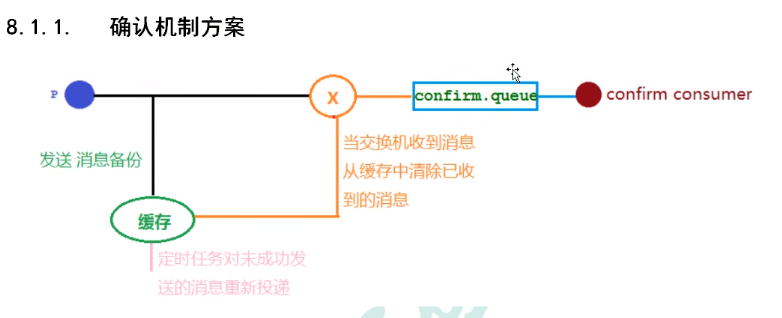 8.1.1. 确认机制方案
P
X
confirm.queue
confirm consumer
发送 消息备份
当交换机收到消息
从缓存中清除已收
到的消息
缓存
定时任务对未成功发
送的消息重新投递